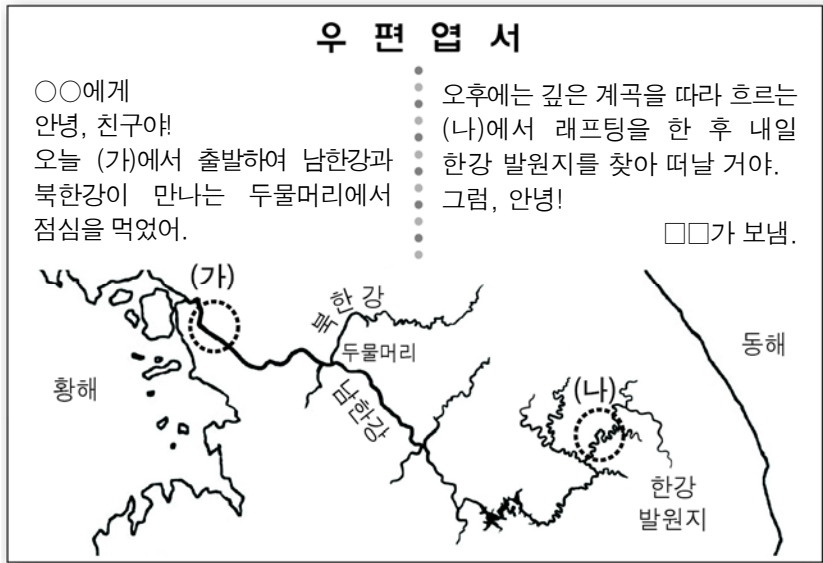 우 편 엽 서
○○에게
안녕, 친구야!
오늘 (가)에서 출발하여 남한강과
북한강이 만나는 두물머리에서
점심을 먹었어.
오후에는 깊은 계곡을 따라 흐르는
(나)에서 래프팅을 한 후 내일
한강 발원지를 찾아 떠날 거야.
그럼, 안녕!
□□가 보냄.
(가)
북한강
두물머리
동해
황해
남한강
(나)
한강
발원지